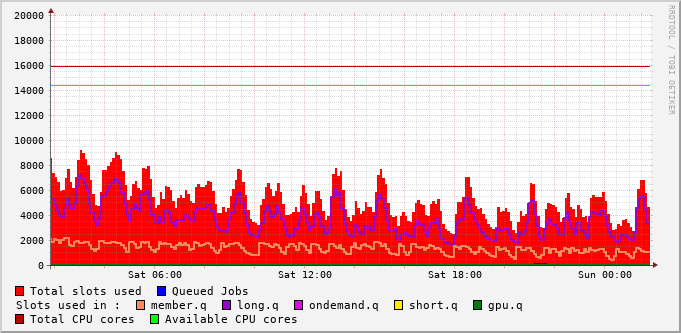 20000
18000
16000
14000
12000
10000
8000
6000
4000
2000
0
Sat 06:00 Sat 12:00 Sat 18:00 Sun 00:00
RRDTOOL / TOBI OETIKER
Total slots used Queued Jobs
Slots used in : member.q long.q ondemand.q short.q gpu.q
Total CPU cores Available CPU cores